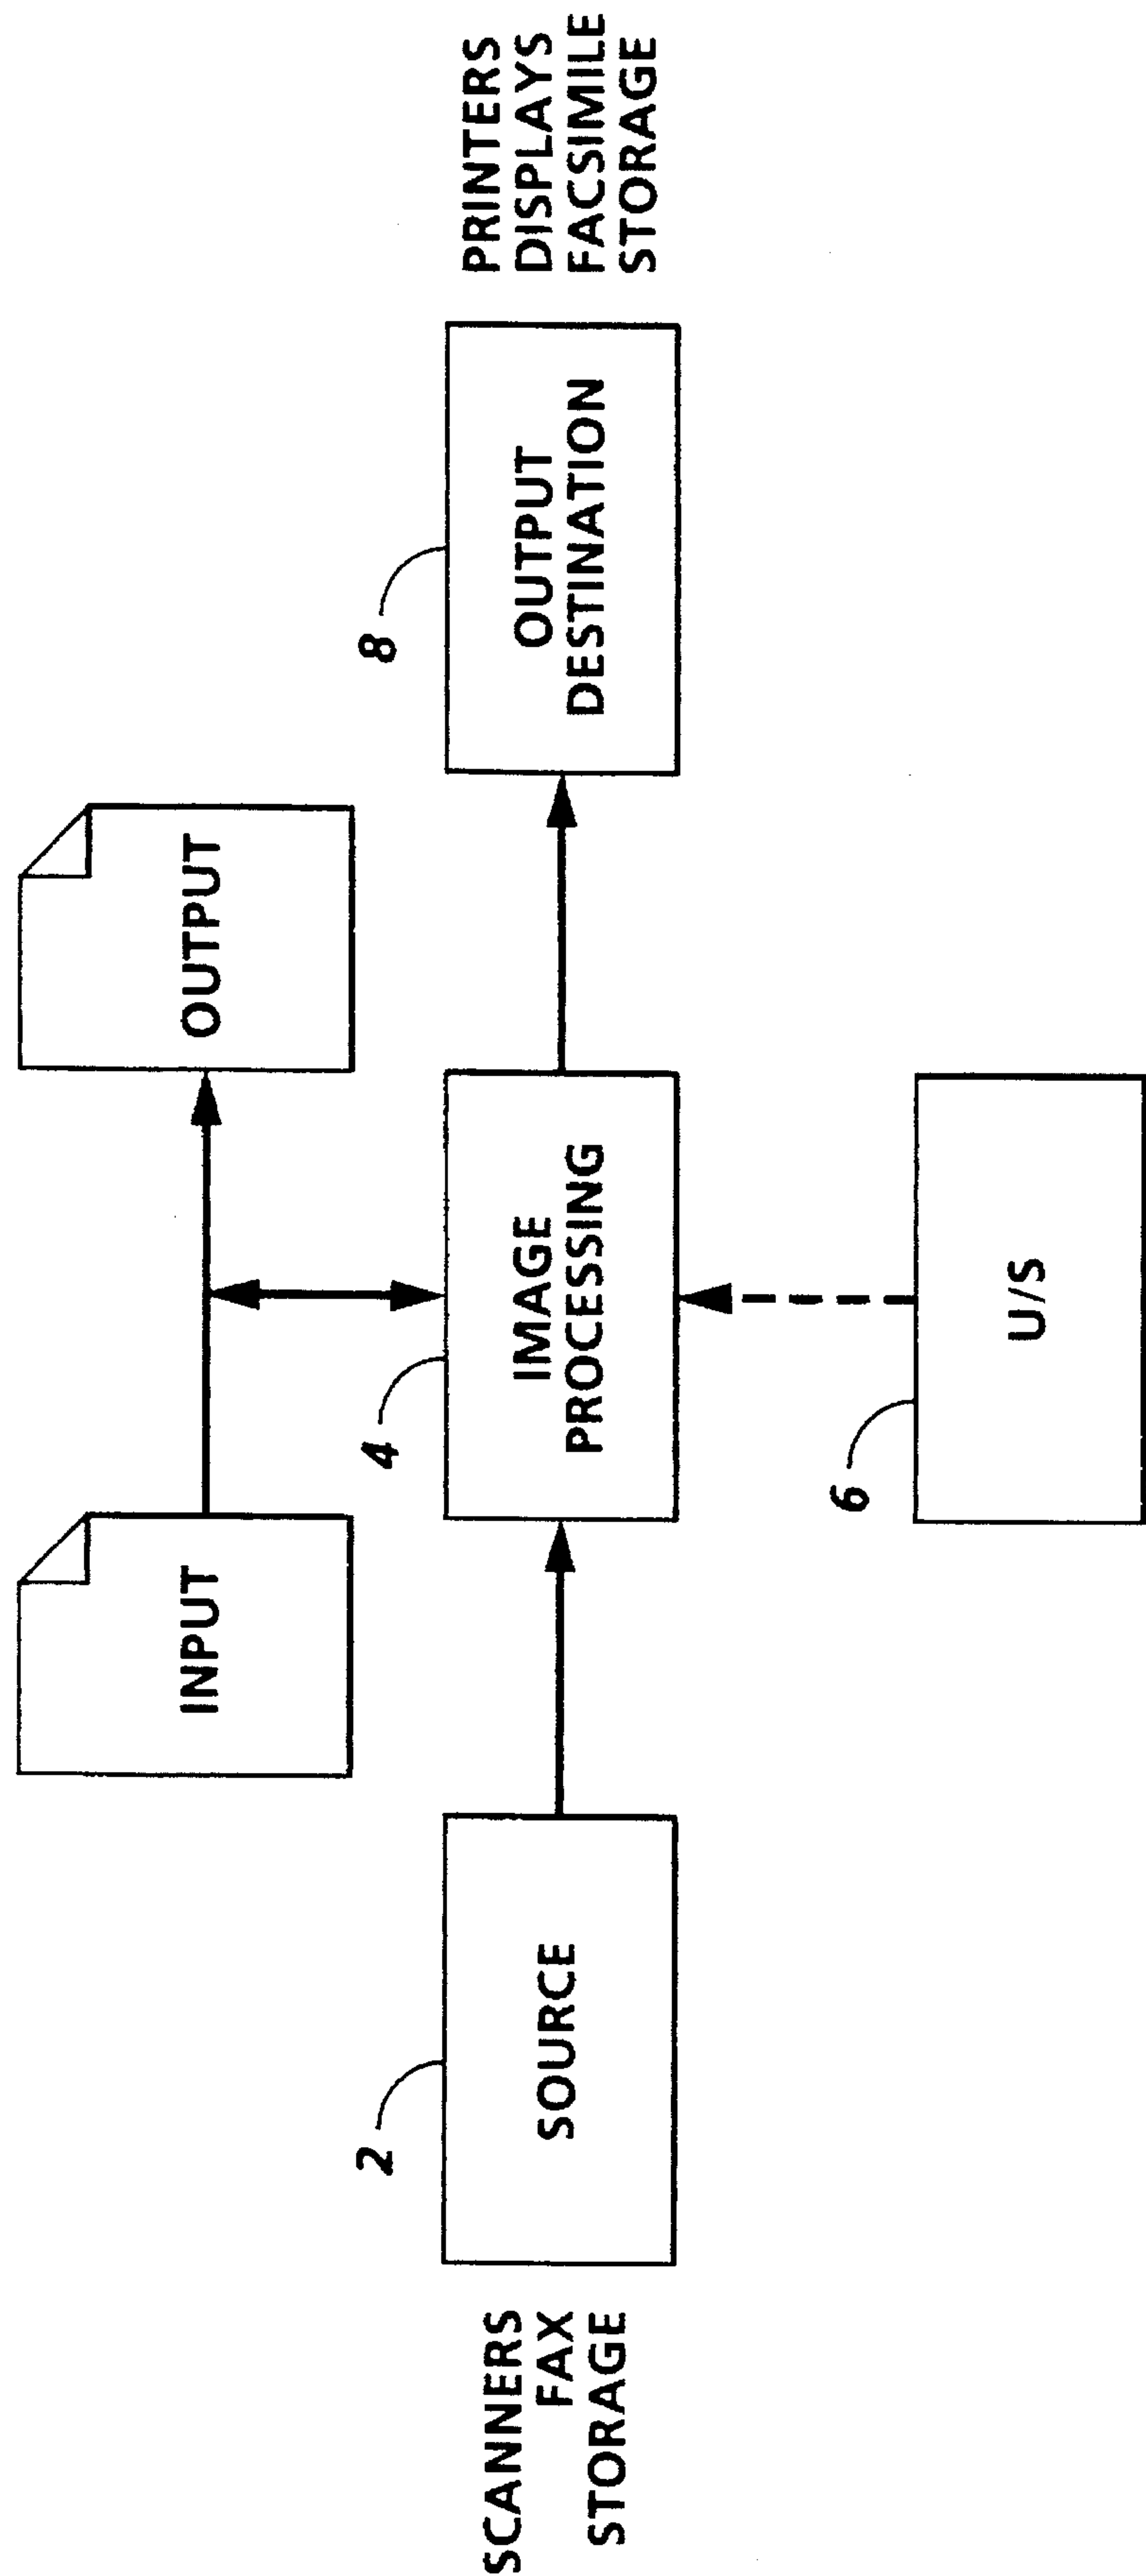 INPUT
OUTPUT
SCANNERS
FAX
STORAGE
2
SOURCE
4
IMAGE
PROCESSING
8
OUTPUT
DESTINATION
PRINTERS
DISPLAYS
FACSIMILE
STORAGE
6
U/S